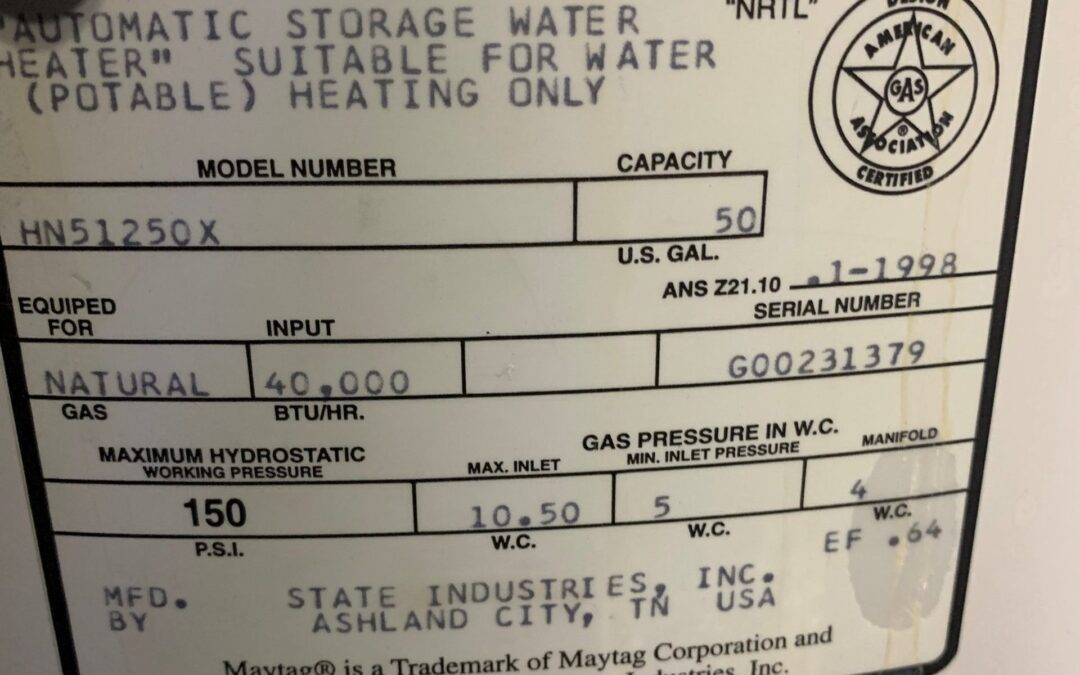 "NRTL"
"AUTOMATIC STORAGE WATER
HEATER" SUITABLE FOR WATER
(POTABLE) HEATING ONLY
DESIGN
AMERICAN
GAS
®
ASSOCIATION
CERTIFIED
MODEL NUMBER CAPACITY
HN51250X 50
U.S. GAL.
ANS Z21.10 .1-1998
EQUIPED
FOR INPUT SERIAL NUMBER
NATURAL 40,000 G00231379
GAS BTU/HR.
MAXIMUM HYDROSTATIC GAS PRESSURE IN W.C.
WORKING PRESSURE MAX. INLET MIN. INLET PRESSURE MANIFOLD
150 10.50 5 4
P.S.I. W.C. W.C. W.C.
EF .64
MFD. STATE INDUSTRIES, INC.
BY ASHLAND CITY, TN USA
Maytag® is a Trademark of Maytag Corporation and
Inc.